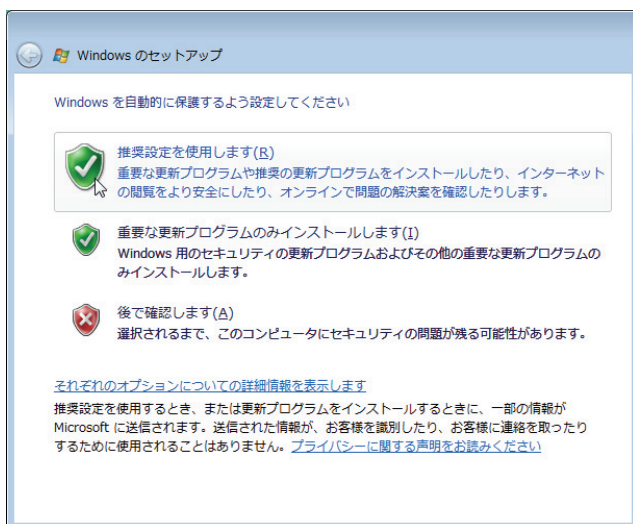 Windows のセットアップ
Windows を自動的に保護するよう設定してください
推奨設定を使用します(R)
重要な更新プログラムや推奨の更新プログラムをインストールしたり、インターネット
の閲覧をより安全にしたり、オンラインで問題の解決案を確認したりします。
重要な更新プログラムのみインストールします(I)
Windows 用のセキュリティの更新プログラムおよびその他の重要な更新プログラムの
みインストールします。
後で確認します(A)
選択されるまで、このコンピュータにセキュリティの問題が残る可能性があります。
それぞれのオプションについての詳細情報を表示します
推奨設定を使用するとき、または更新プログラムをインストールするときに、一部の情報が
Microsoft に送信されます。送信された情報が、お客様を識別したり、お客様に連絡を取ったり
するために使用されることはありません。プライバシーに関する声明をお読みください